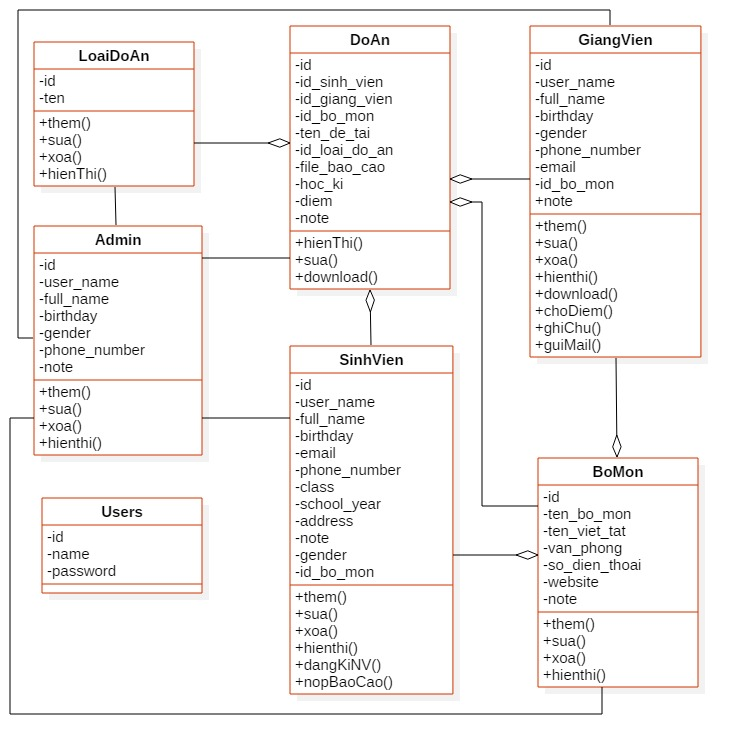 LoaiDoAn
-id
-ten
+them()
+sua()
+xoa()
+hienThi()
DoAn
-id
-id_sinh_vien
-id_giang_vien
-id_bo_mon
-ten_de_tai
-id_loai_do_an
-file_bao_cao
-hoc_ki
-diem
-note
+hienThi()
+sua()
+download()
GiangVien
-id
-user_name
-full_name
-birthday
-gender
-phone_number
-email
-id_bo_mon
+note
+them()
+sua()
+xoa()
+hienthi()
+download()
+choDiem()
+ghiChu()
+guiMail()
Admin
-id
-user_name
-full_name
-birthday
-gender
-phone_number
-note
+them()
+sua()
+xoa()
+hienthi()
SinhVien
-id
-user_name
-full_name
-birthday
-email
-phone_number
-class
-school_year
-address
-note
-gender
-id_bo_mon
+them()
+sua()
+xoa()
+hienthi()
+dangKiNV()
+nopBaoCao()
BoMon
-id
-ten_bo_mon
-ten_viet_tat
-van_phong
-so_dien_thoai
-website
-note
+them()
+sua()
+xoa()
+hienthi()
Users
-id
-name
-password